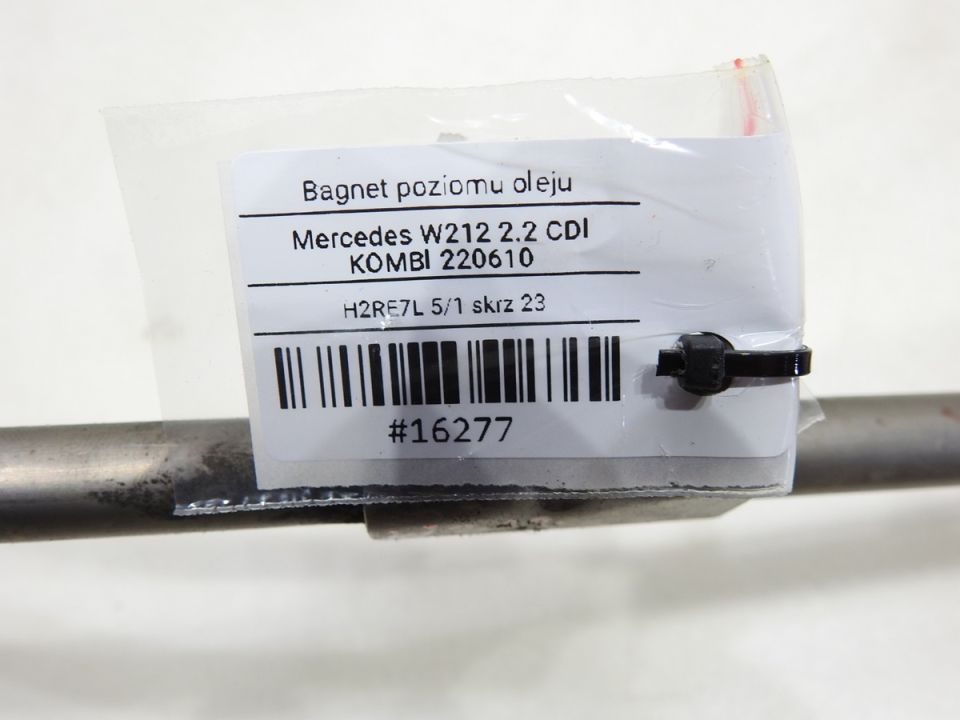 Bagnet poziomu oleju
Mercedes W212 2.2 CDI
KOMBI 220610
H2RE7L 5/1 skrz 23
#16277